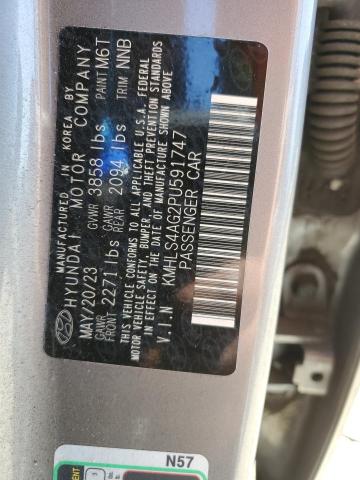 MANUFACTURED IN KOREA BY
HYUNDAI MOTOR COMPANY
MAY/20/23 GVWR 3858 lbs PAINT M6T
GAWR FRONT 2271 lbs GAWR REAR 2094 lbs TRIM NNB
THIS VEHICLE CONFORMS TO ALL APPLICABLE U.S.A. FEDERAL
MOTOR VEHICLE SAFETY BUMPER, AND THEFT PREVENTION STANDARDS
IN EFFECT ON THE DATE OF MANUFACTURE SHOWN ABOVE
V.I.N KMHLS4AG2PU591747
PASSENGER CAR
N57